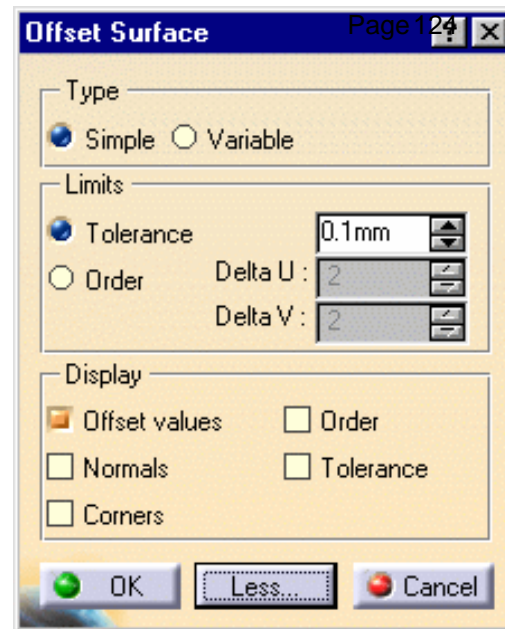 Offset Surface Page 124 ?
Type
Simple Variable
Limits
Tolerance 0.1mm
Order Delta U : 2
Delta V : 2
Display
Offset values Order
Normals Tolerance
Corners
OK Less... Cancel